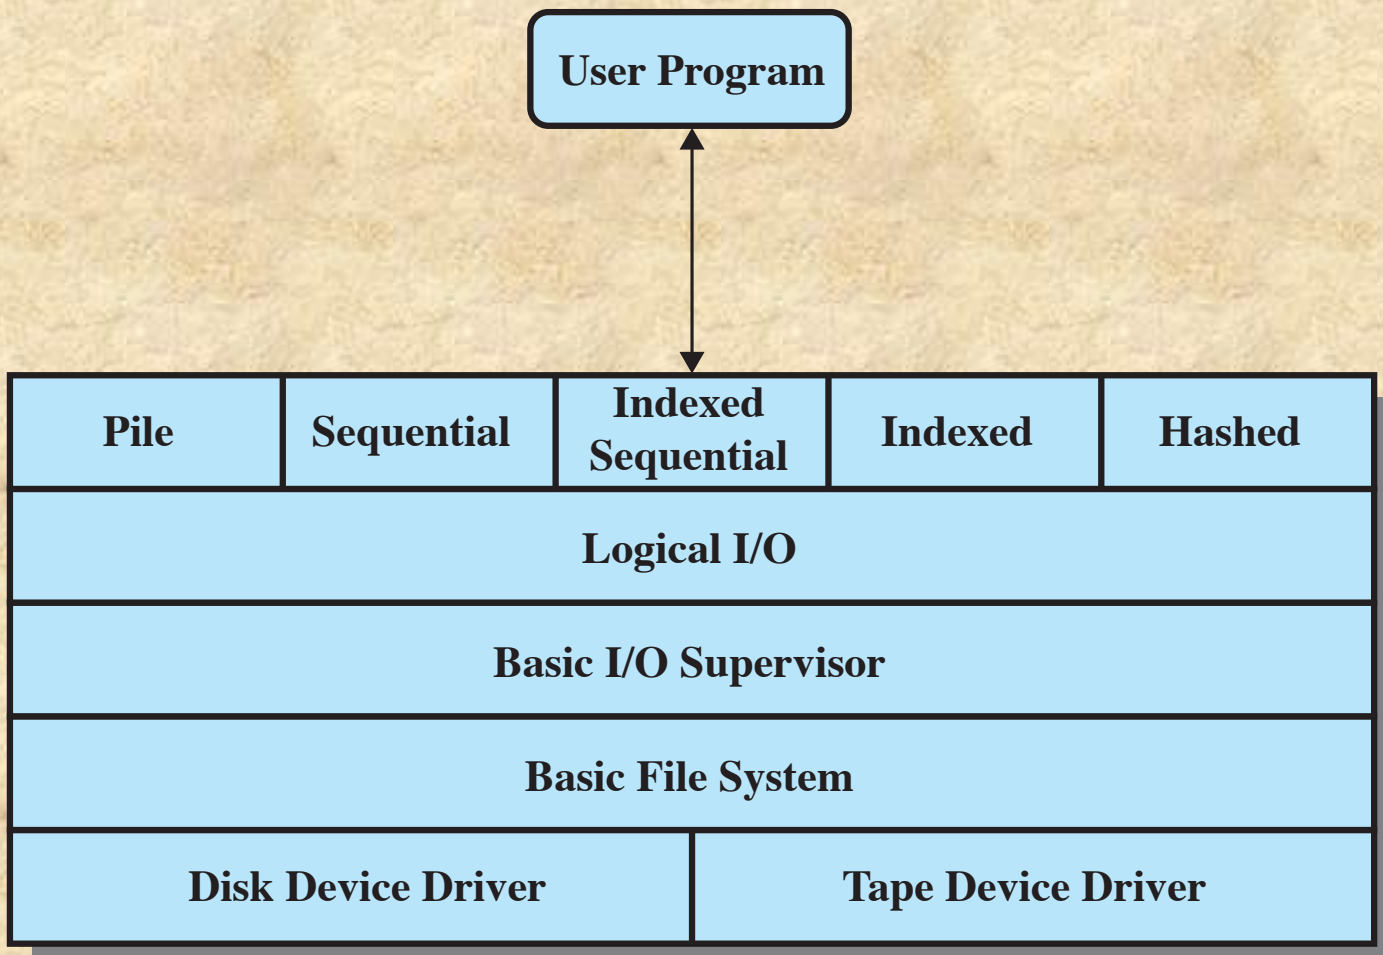 User Program
Pile
Sequential
Indexed
Sequential
Indexed
Hashed
Logical I/O
Basic I/O Supervisor
Basic File System
Disk Device Driver
Tape Device Driver